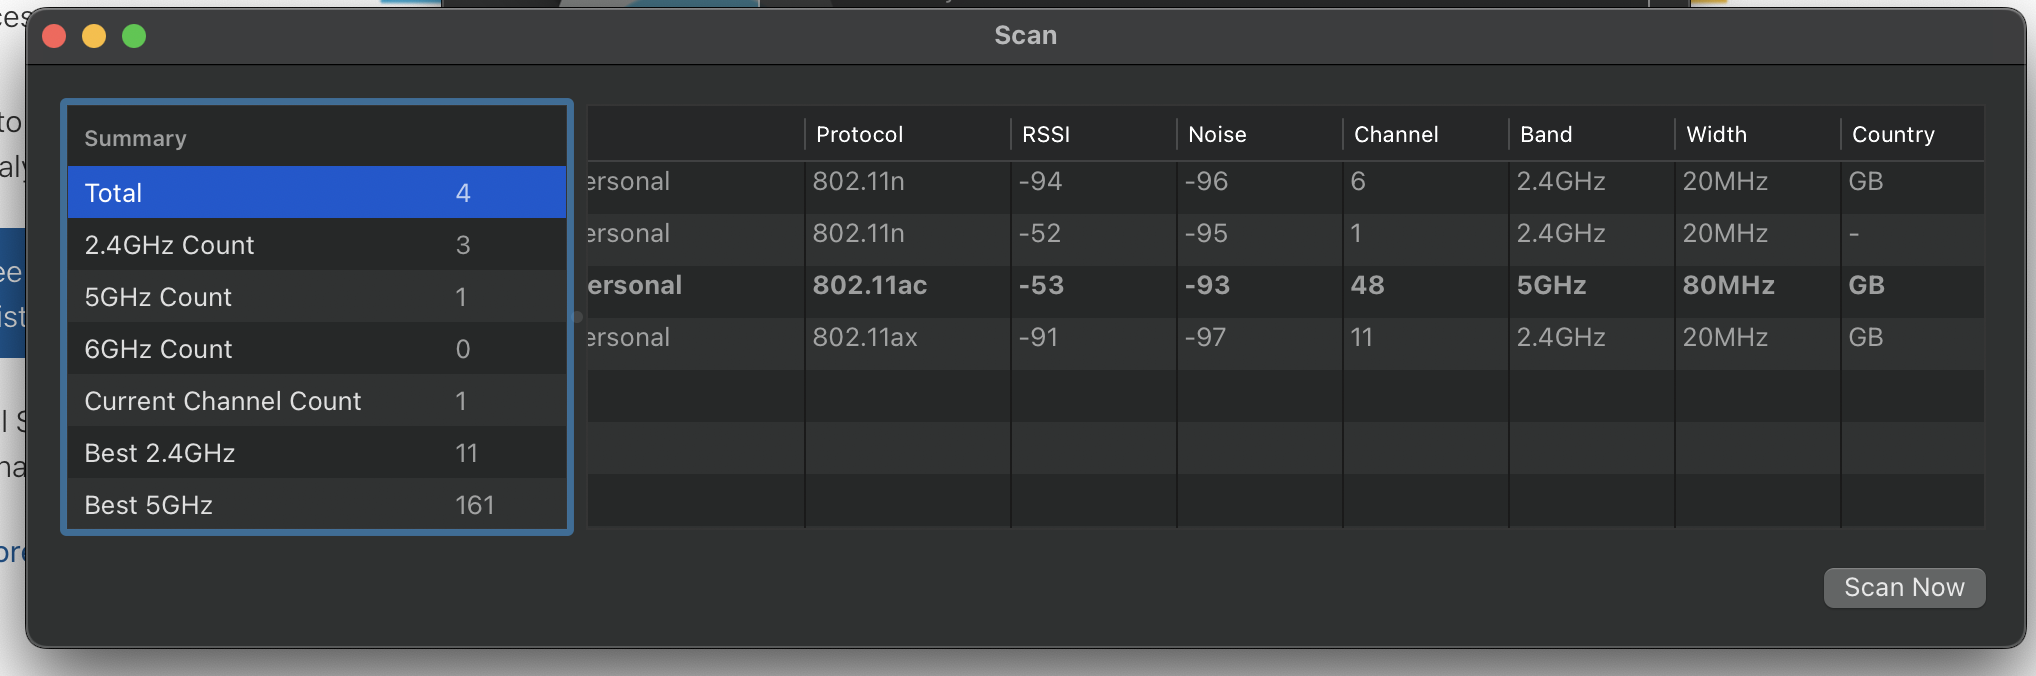 Scan
Summary
Total 4
2.4GHz Count 3
5GHz Count 1
6GHz Count 0
Current Channel Count 1
Best 2.4GHz 11
Best 5GHz 161
Protocol RSSI Noise Channel Band Width Country
ersonal 802.11n -94 -96 6 2.4GHz 20MHz GB
ersonal 802.11n -52 -95 1 2.4GHz 20MHz -
ersonal 802.11ac -53 -93 48 5GHz 80MHz GB
ersonal 802.11ax -91 -97 11 2.4GHz 20MHz GB
Scan Now